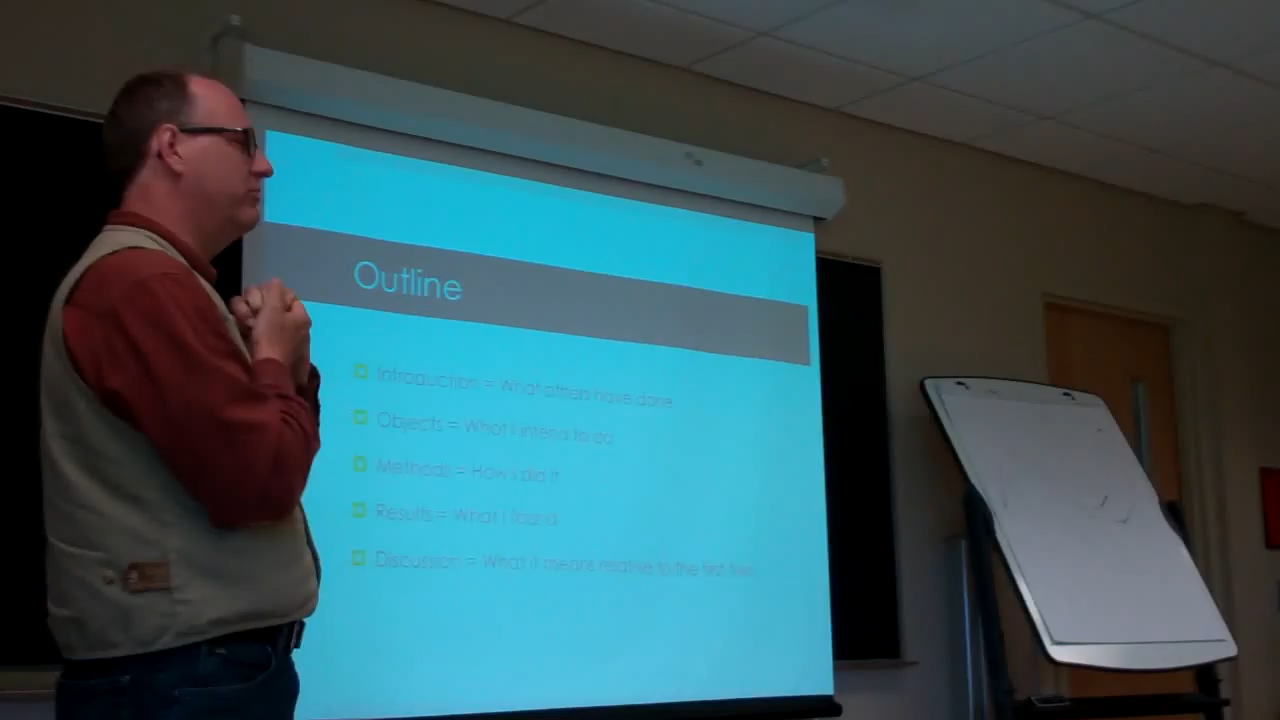 Outline
Introduction = What others have done
Objects = What I intend to do
Methods = How I did it
Results = What I found
Discussion = What it means relative to the first two